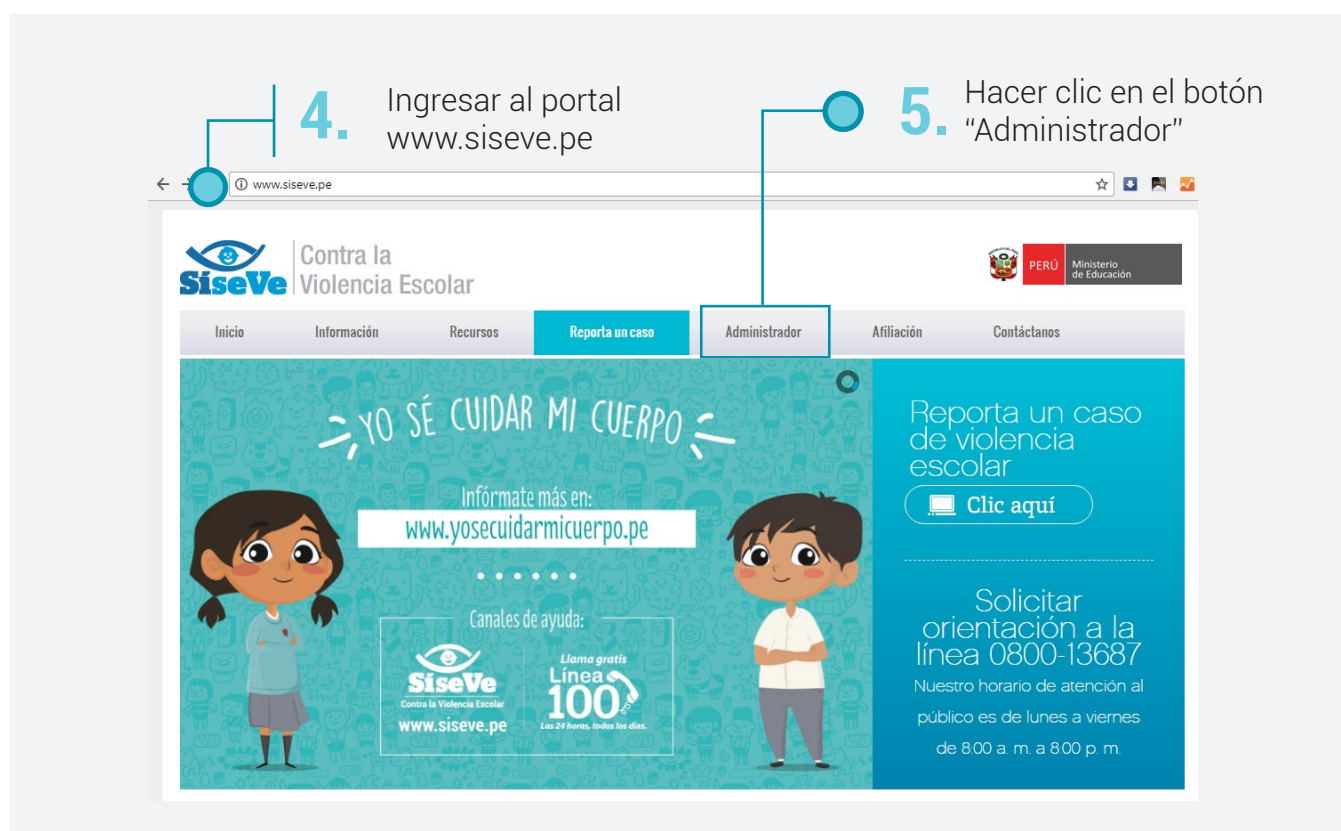 4.
Ingresar al portal
www.siseve.pe
5.
Hacer clic en el botón
“Administrador”
www.siseve.pe
SíseVe
Contra la
Violencia Escolar
PERÚ
Ministerio
de Educación
Inicio
Información
Recursos
Reporta un caso
Administrador
Afiliación
Contáctanos
YO SÉ CUIDAR MI CUERPO
Infórmate más en:
www.yosecuidarmicuerpo.pe
Canales de ayuda:
SíseVe
Contra la Violencia Escolar
www.siseve.pe
Llama gratis
Línea
100
Las 24 horas, todos los días.
Reporta un caso
de violencia
escolar
Clic aquí
Solicitar
orientación a la
línea 0800-13687
Nuestro horario de atención al
público es de lunes a viernes
de 8:00 a. m. a 8:00 p. m.